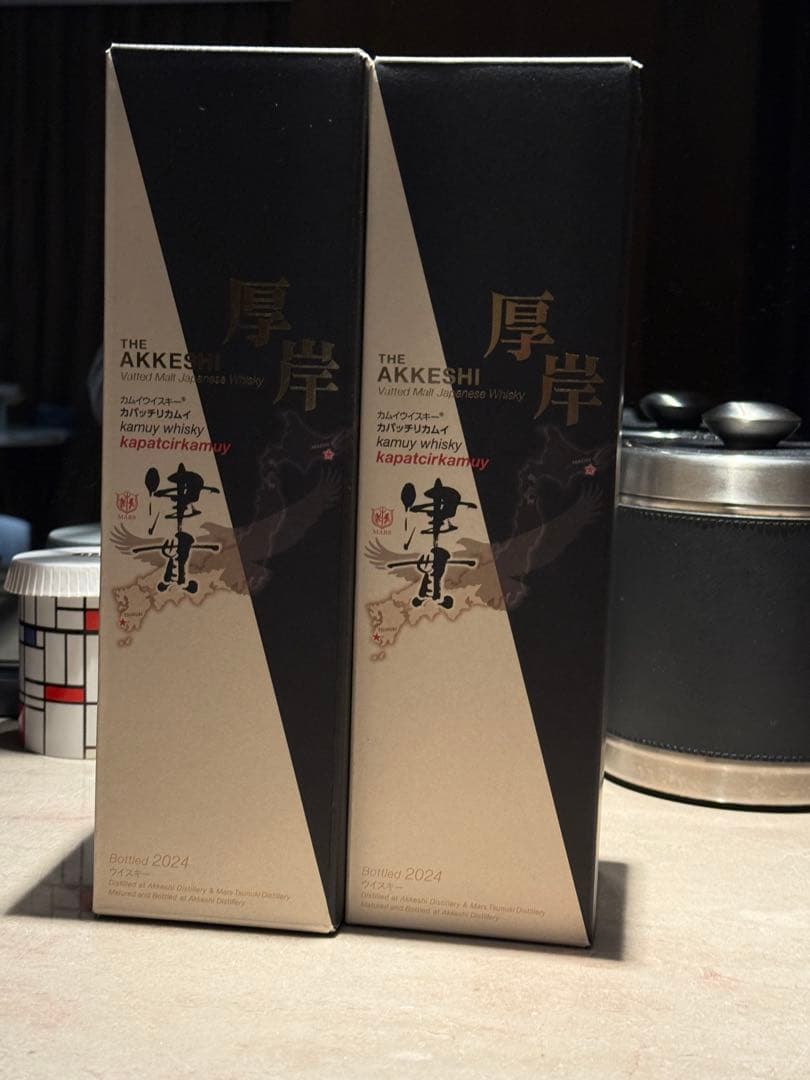 厚岸
THE
AKKESHI
Vatted Malt Japanese Whisky
カムイウイスキー®
カパッチリカムイ
kamuy whisky
kapatcirkamuy
MARS
津貫
TSUNUKI
Bottled 2024
ウイスキー
Distilled at Akkeshi Distillery & Mars Tsunuki Distillery
Matured and Bottled at Akkeshi Distillery
厚岸
THE
AKKESHI
Vatted Malt Japanese Whisky
カムイウイスキー®
カパッチリカムイ
kamuy whisky
kapatcirkamuy
MARS
津貫
TSUNUKI
Bottled 2024
ウイスキー
Distilled at Akkeshi Distillery & Mars Tsunuki Distillery
Matured and Bottled at Akkeshi Distillery